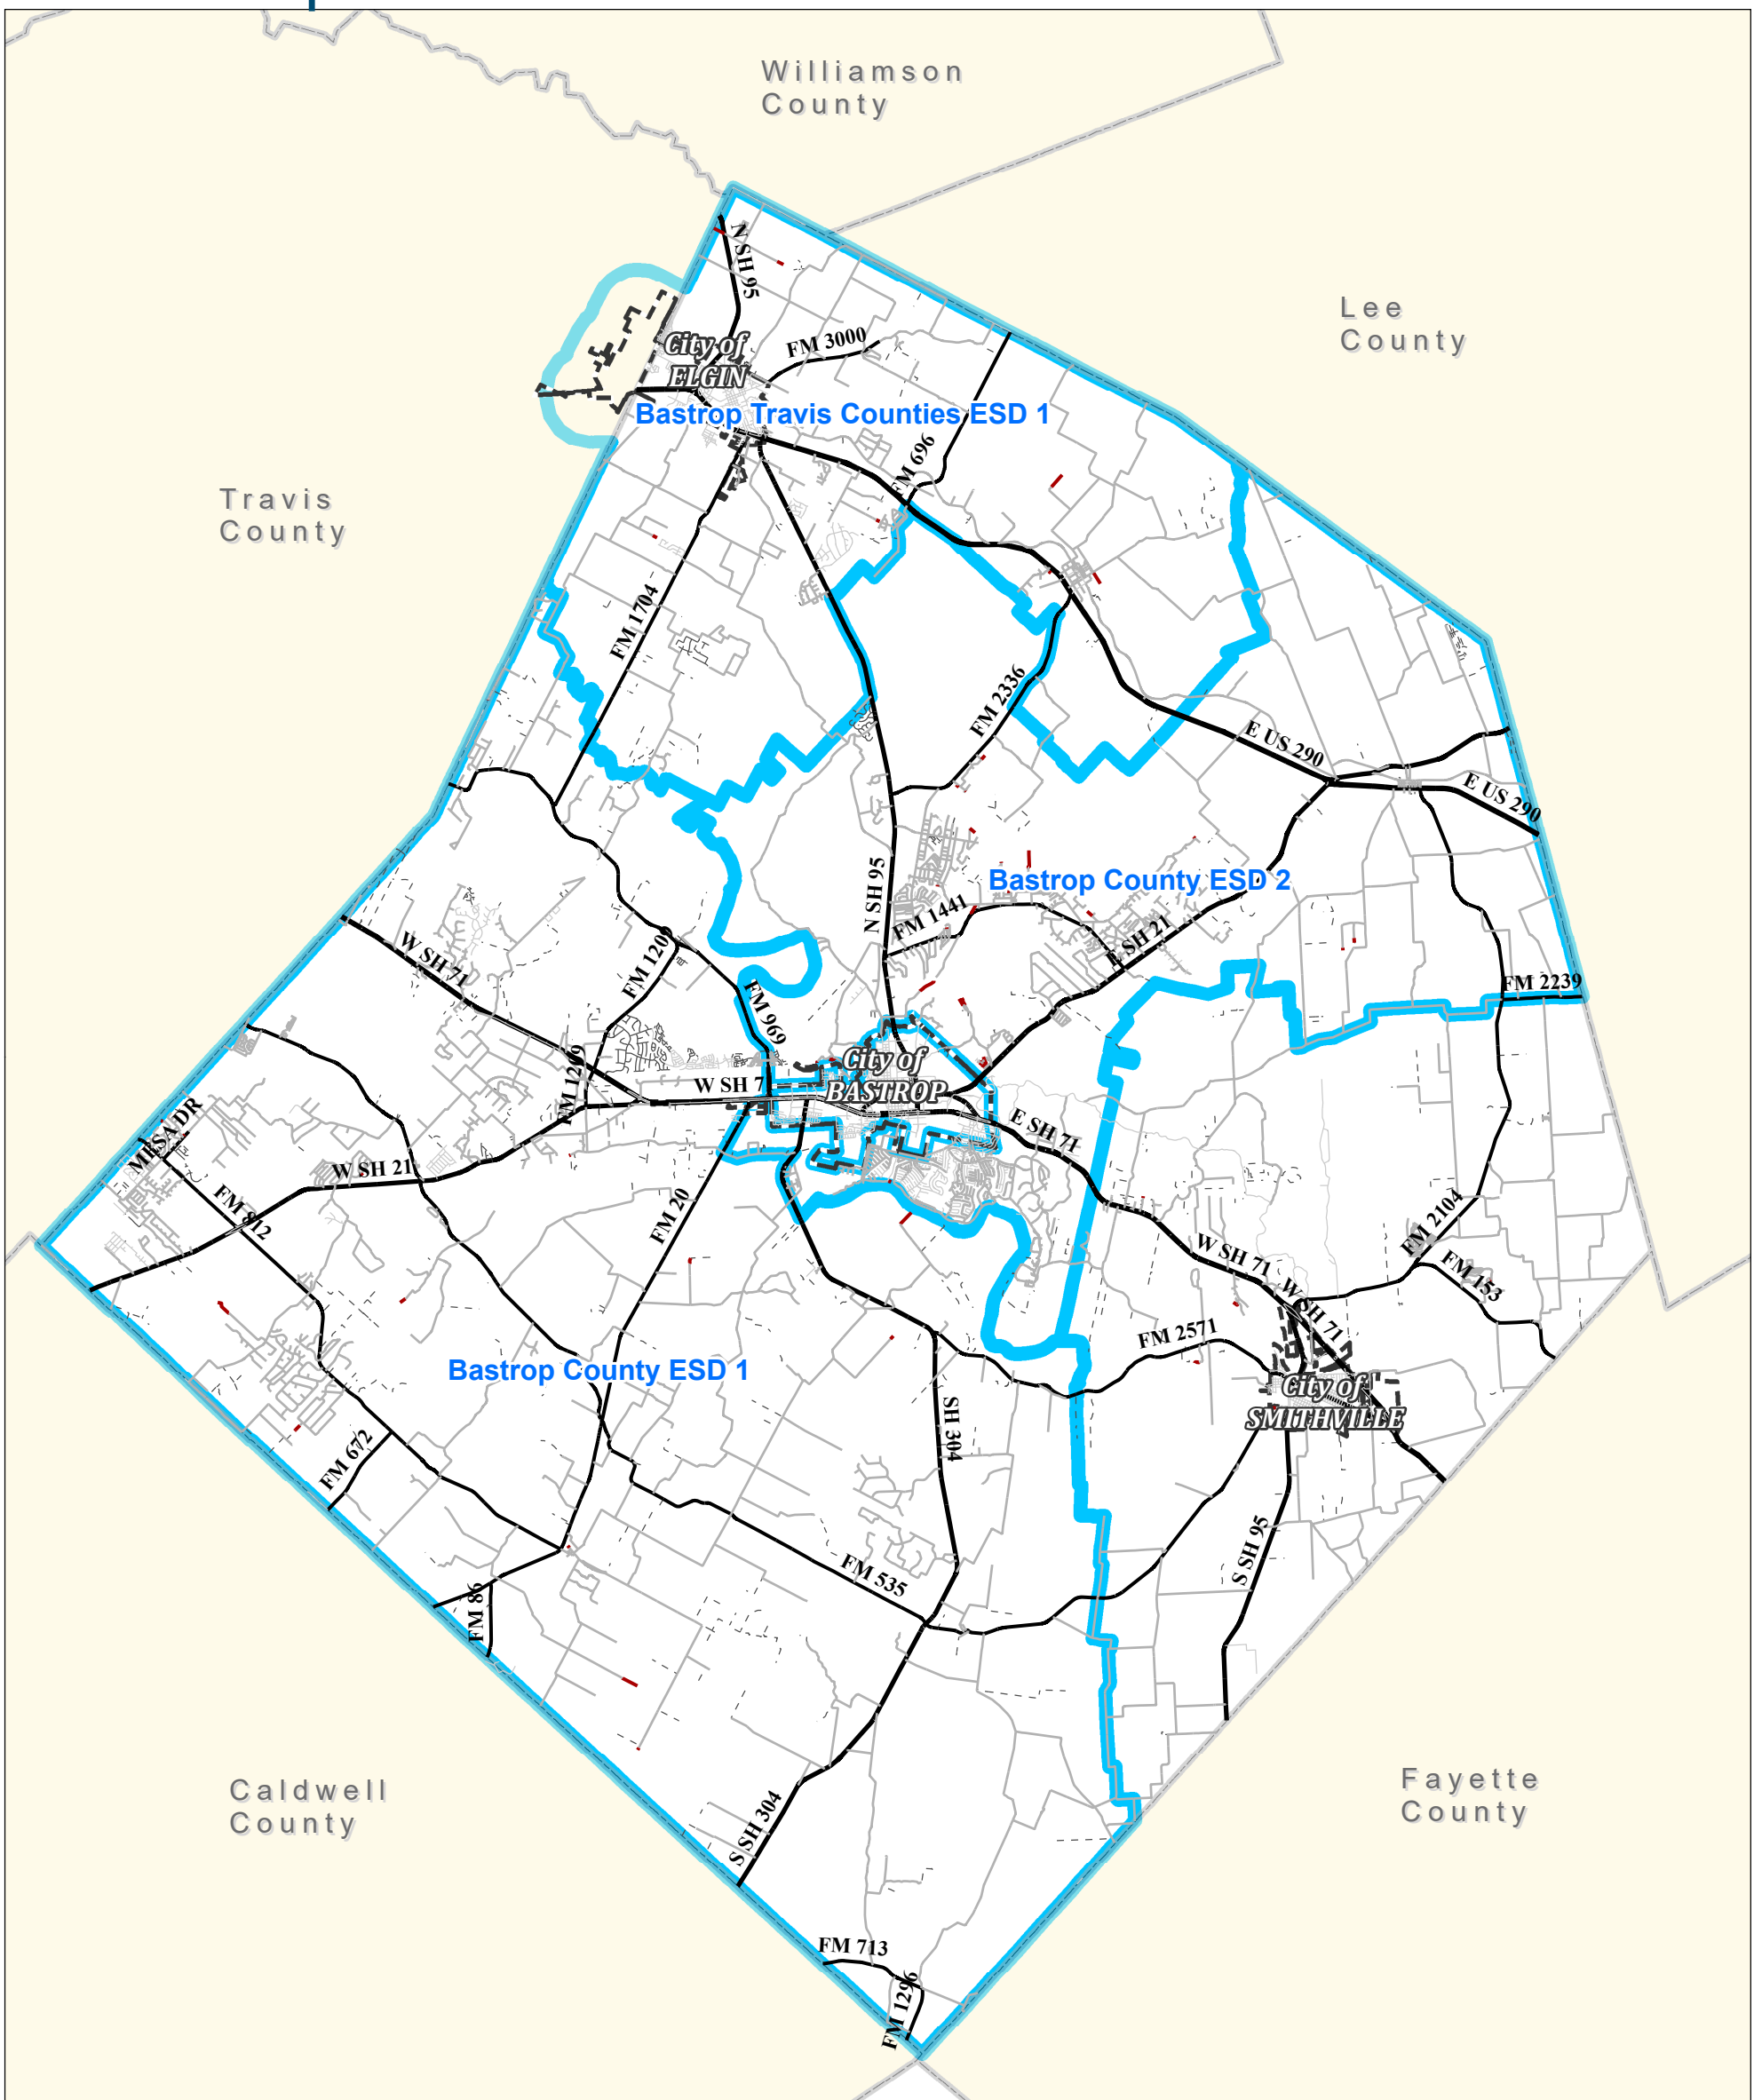 Williamson
County
Lee
County
N SH 95
FM 3000
City of
ELGIN
Bastrop Travis Counties ESD 1
FM 696
Travis
County
FM 1704
FM 2336
E US 290
E US 290
N SH 95
Bastrop County ESD 2
FM 1441
E SH 21
W SH 71
FM 1209
FM 969
FM 2239
City of
BASTROP
FM 1209
W SH 7
E SH 71
MESA DR
W SH 21
FM 812
FM 20
FM 2104
W SH 71
FM 153
W SH 71
FM 2571
Bastrop County ESD 1
City of
SMITHVILLE
SH 304
FM 672
FM 535
S SH 95
FM 86
Caldwell
County
Fayette
County
S SH 304
FM 713
FM 1296